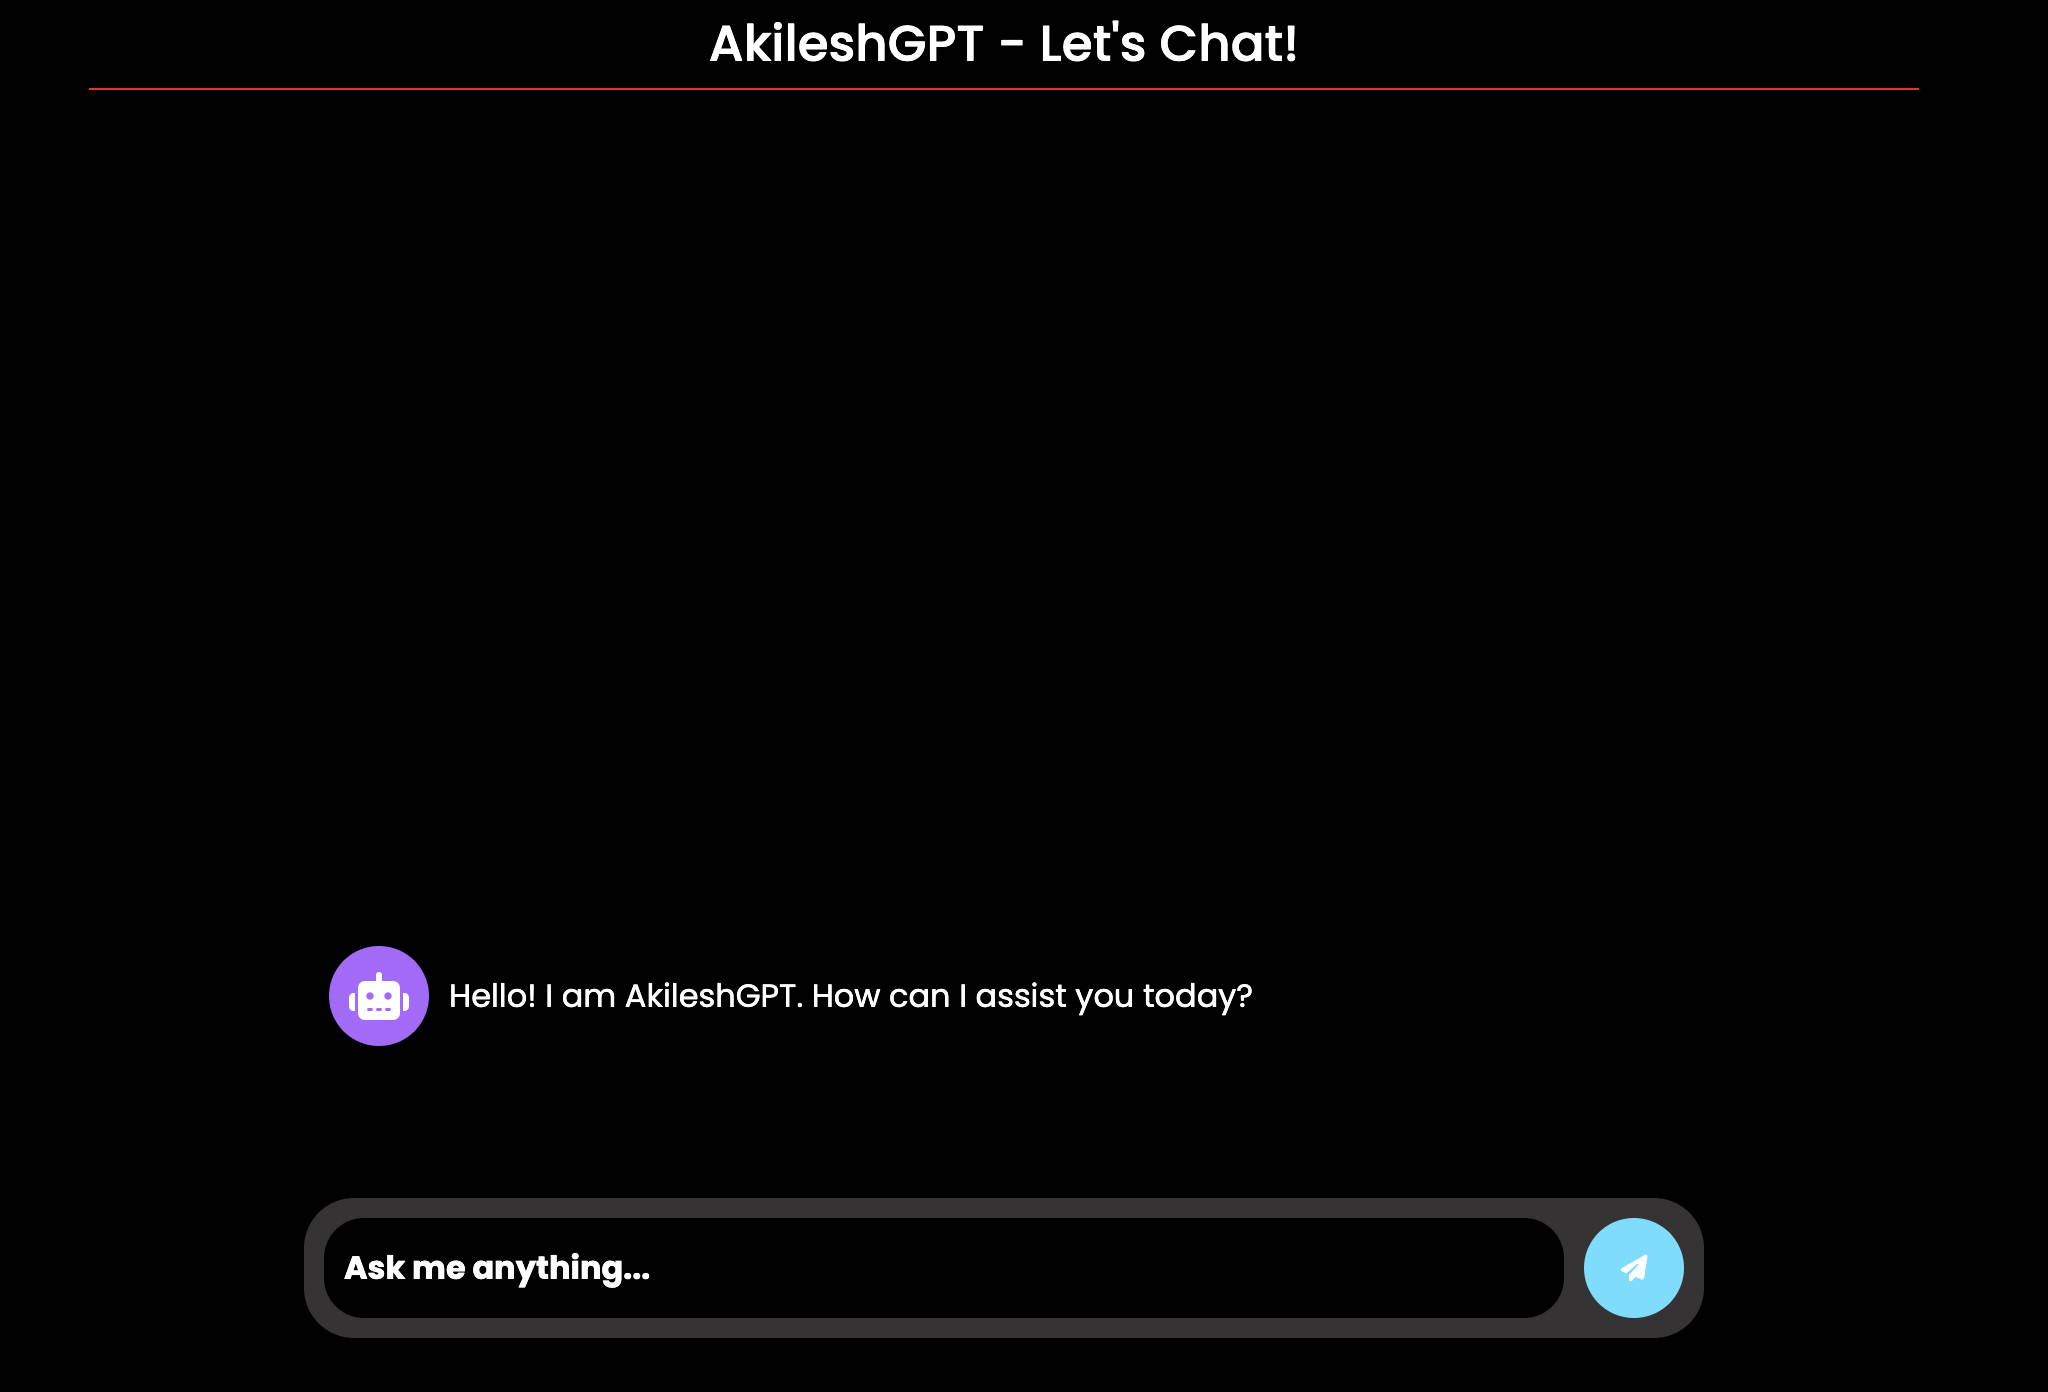 AkileshGPT - Let's Chat!
Hello! I am AkileshGPT. How can I assist you today?
Ask me anything...